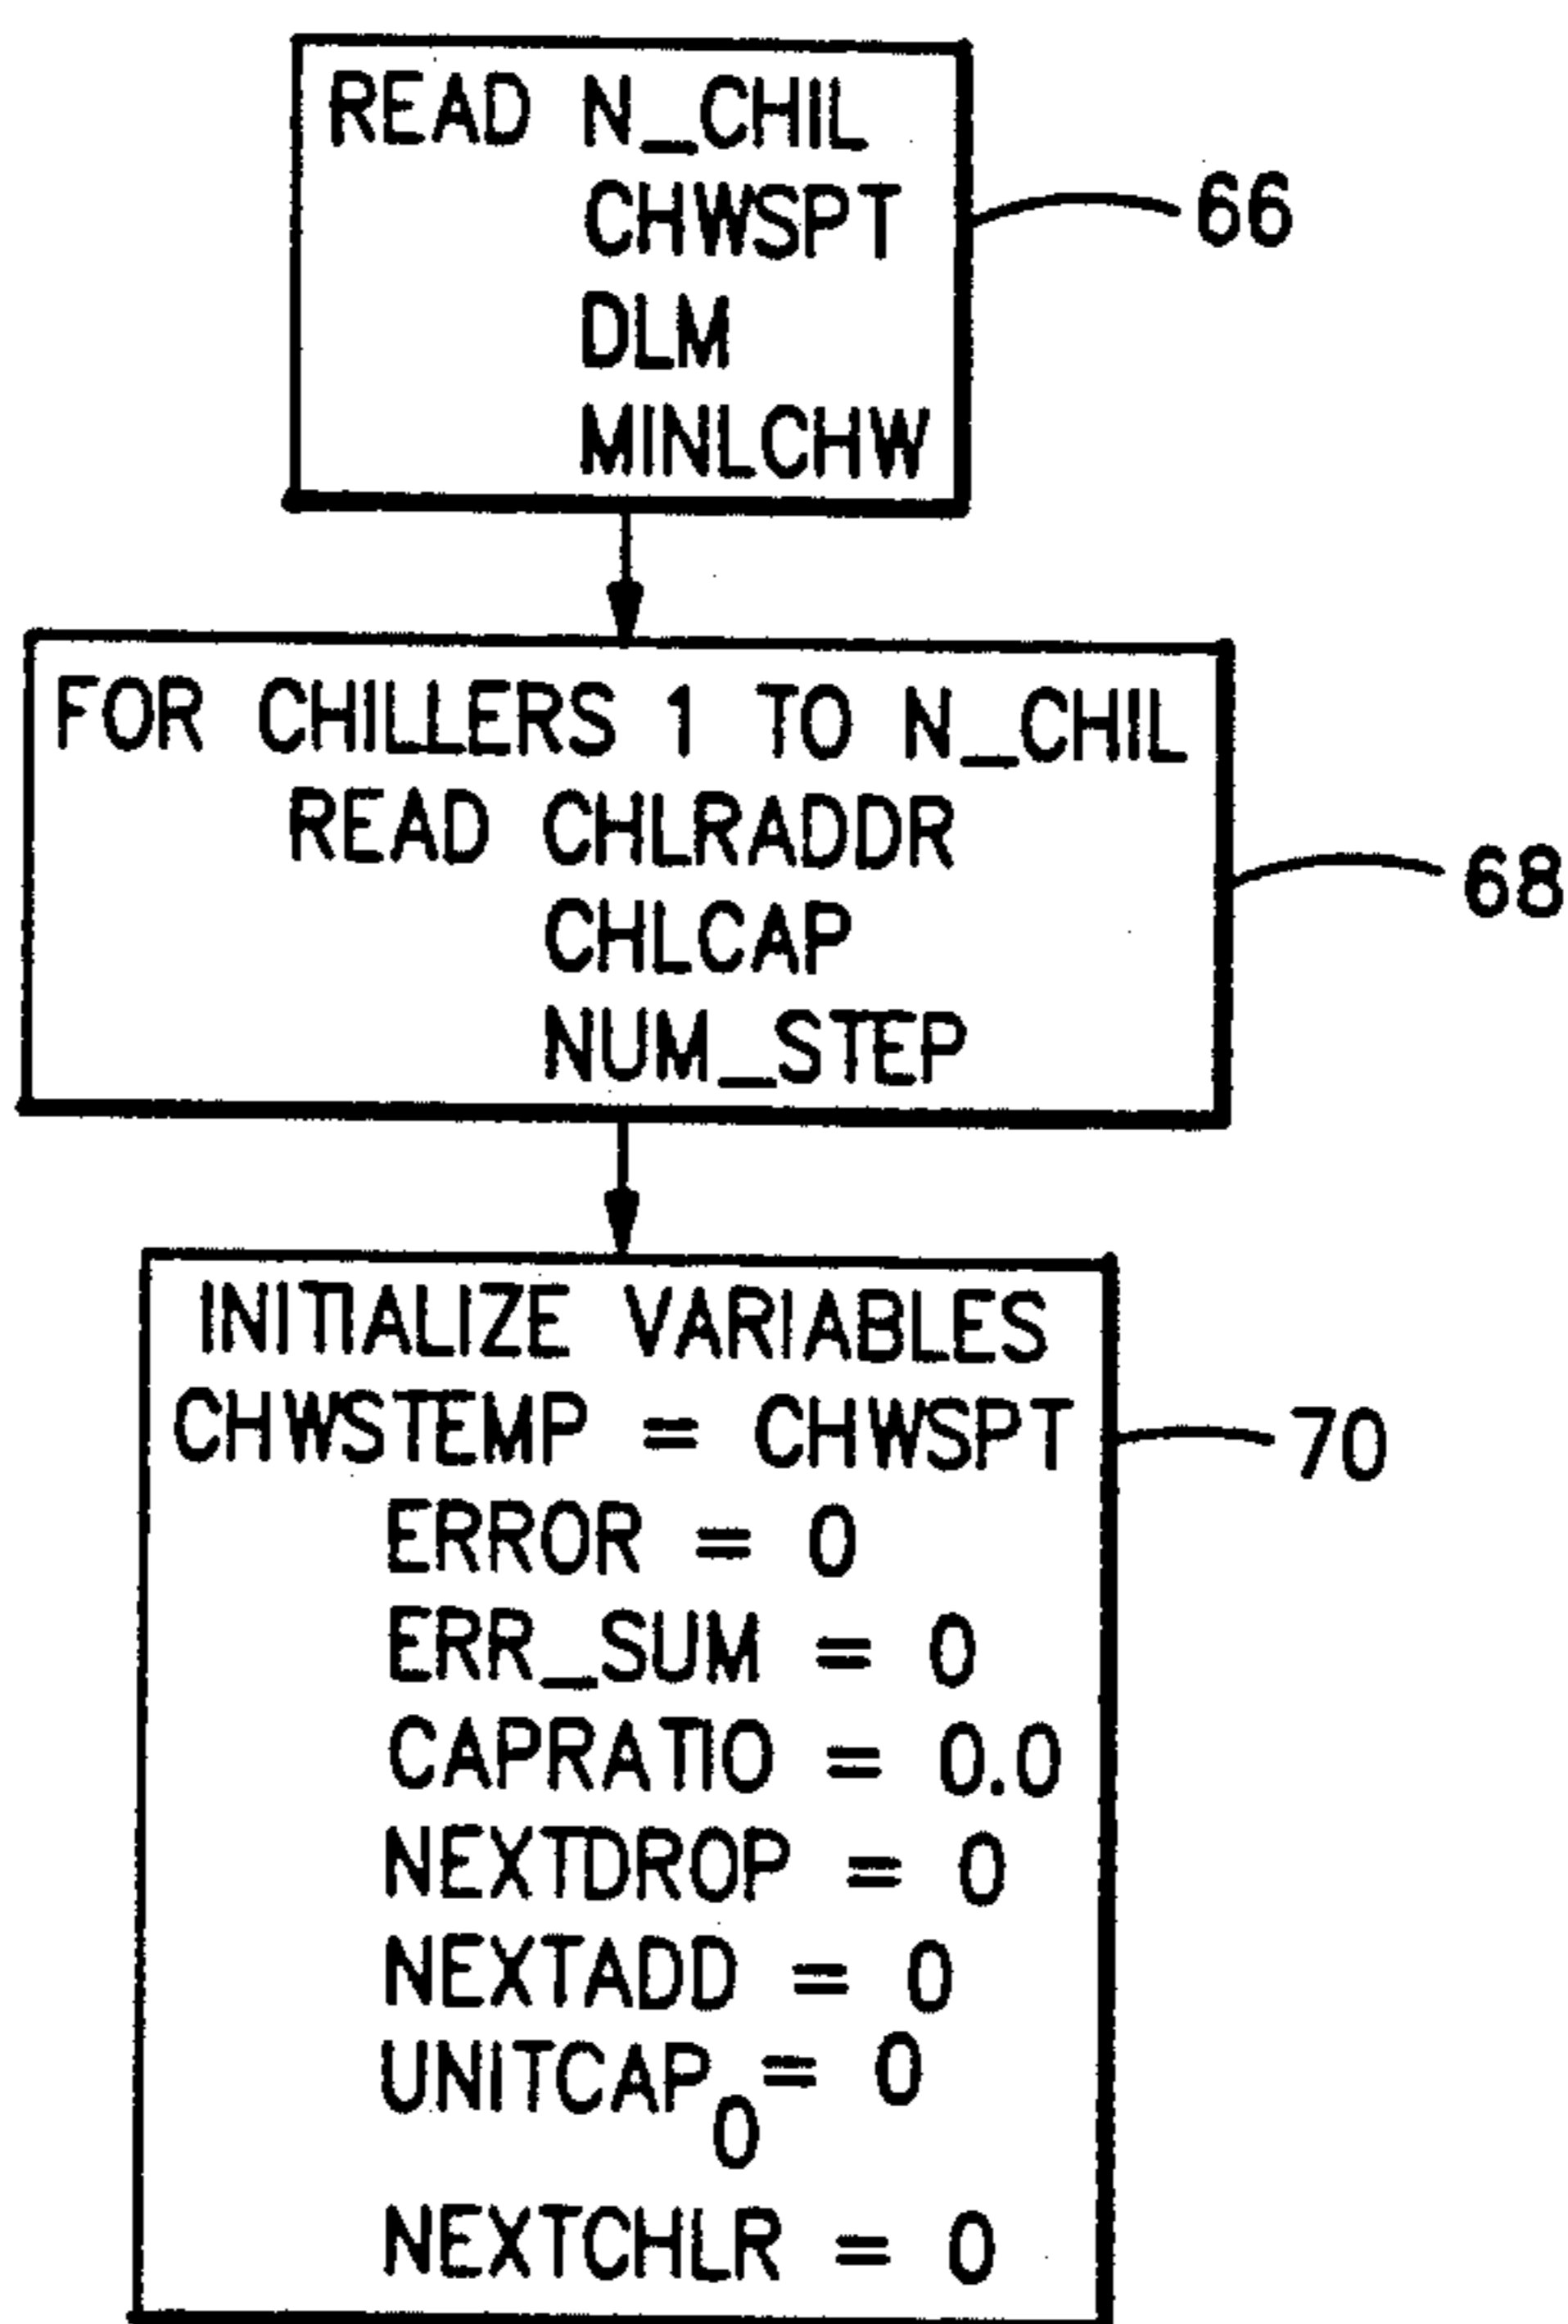 READ N_CHIL
CHWSPT
DLM
MINLCHW
66
FOR CHILLERS 1 TO N_CHIL
READ CHLRADDR
CHLCAP
NUM_STEP
68
INITIALIZE VARIABLES
CHWSTEMP = CHWSPT
70
ERROR = 0
ERR_SUM = 0
CAPRATIO = 0.0
NEXTDROP = 0
NEXTADD = 0
UNITCAP₀ = 0
NEXTCHLR = 0